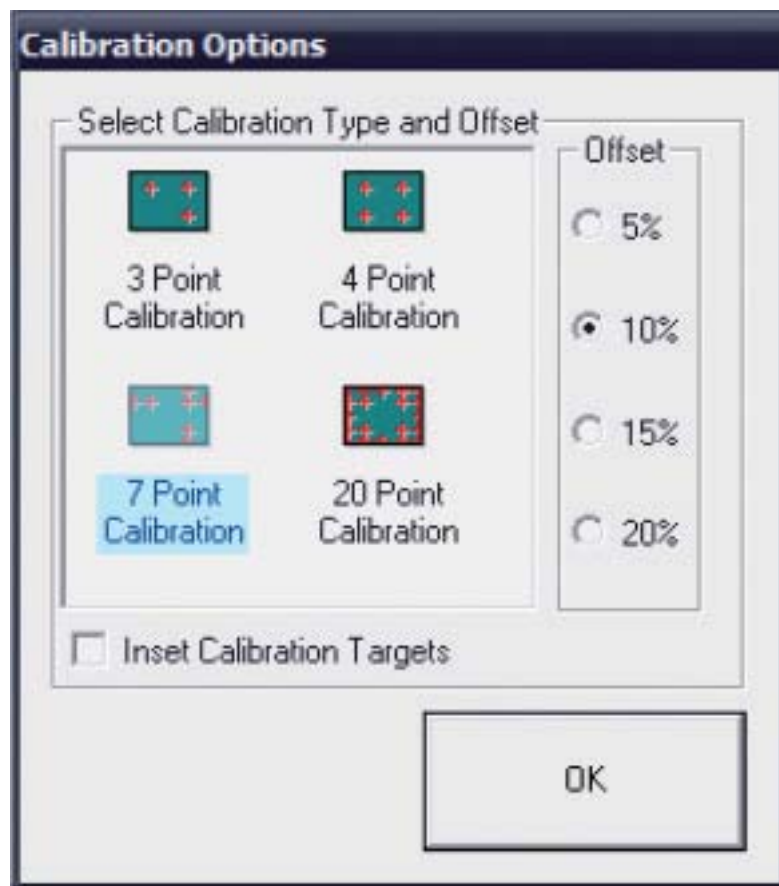 Calibration Options
Select Calibration Type and Offset
3 Point
Calibration
4 Point
Calibration
7 Point
Calibration
20 Point
Calibration
Offset
5%
10%
15%
20%
Inset Calibration Targets
OK